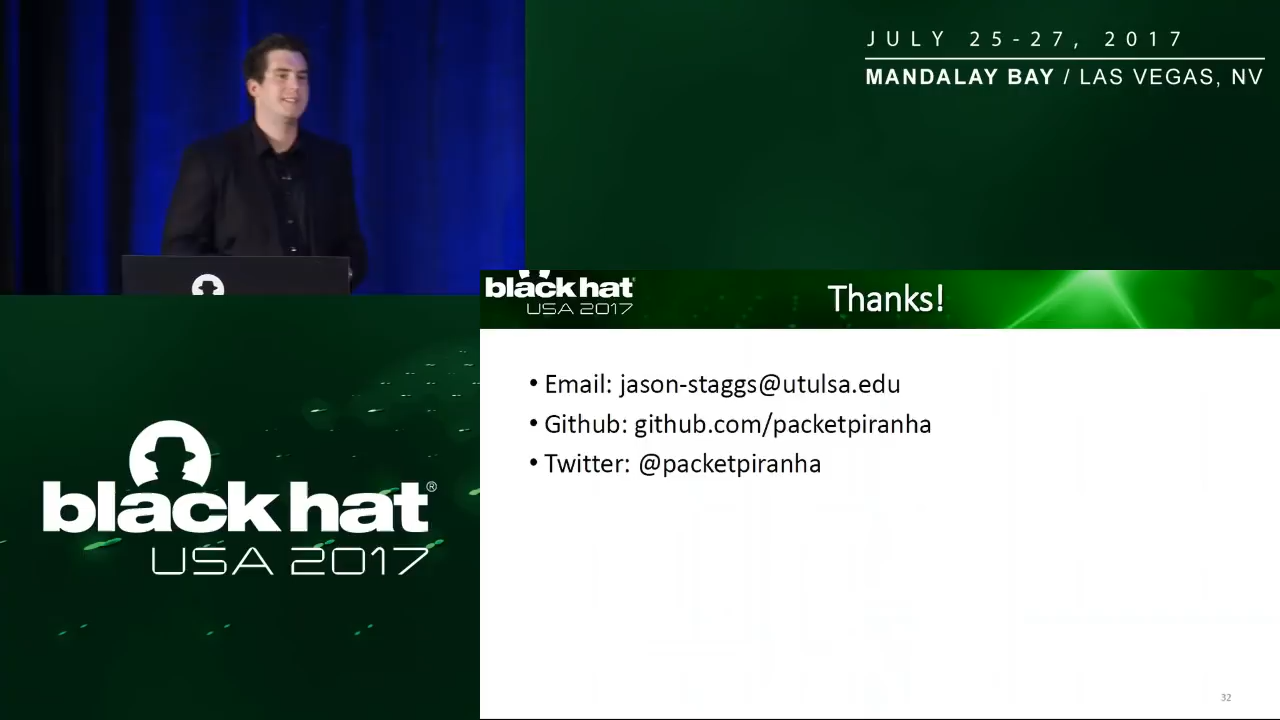 JULY 25-27, 2017
MANDALAY BAY / LAS VEGAS, NV
black hat
USA 2017
Thanks!
• Email: jason-staggs@utulsa.edu
• Github: github.com/packetpiranha
• Twitter: @packetpiranha
32
black hat®
USA 2017